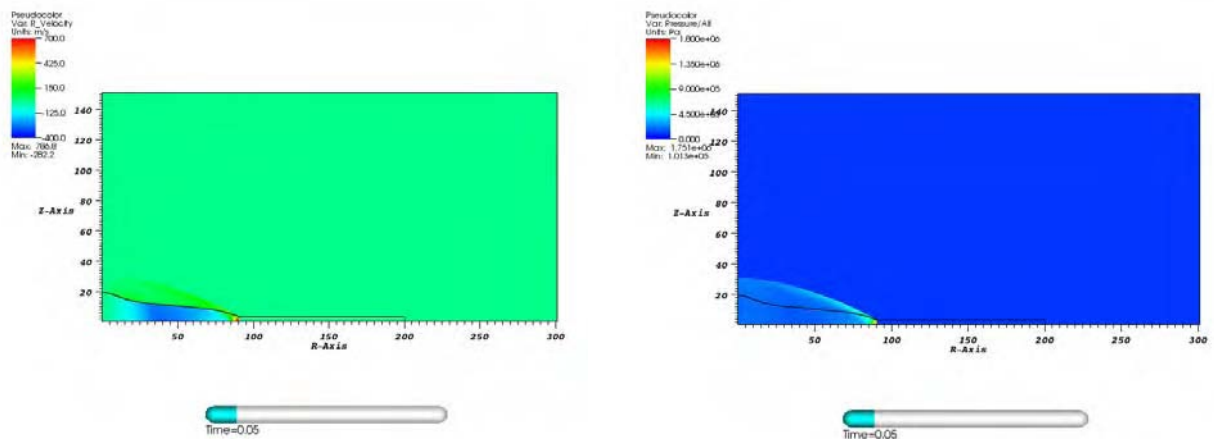 Pseudocolor
Var: R_Velocity
Units: m/s
700.0
425.0
150.0
-125.0
-400.0
Max: 786.8
Min: -282.2
140
120
100
80
60
40
20
Z-Axis
50 100 150 200 250 300
R-Axis
Time=0.05
Pseudocolor
Var: Pressure/All
Units: Pa
1.800e+06
1.350e+06
9.000e+05
4.500e+05
0.000
Max: 1.751e+06
Min: 1.013e+05
140
120
100
80
60
40
20
Z-Axis
50 100 150 200 250 300
R-Axis
Time=0.05